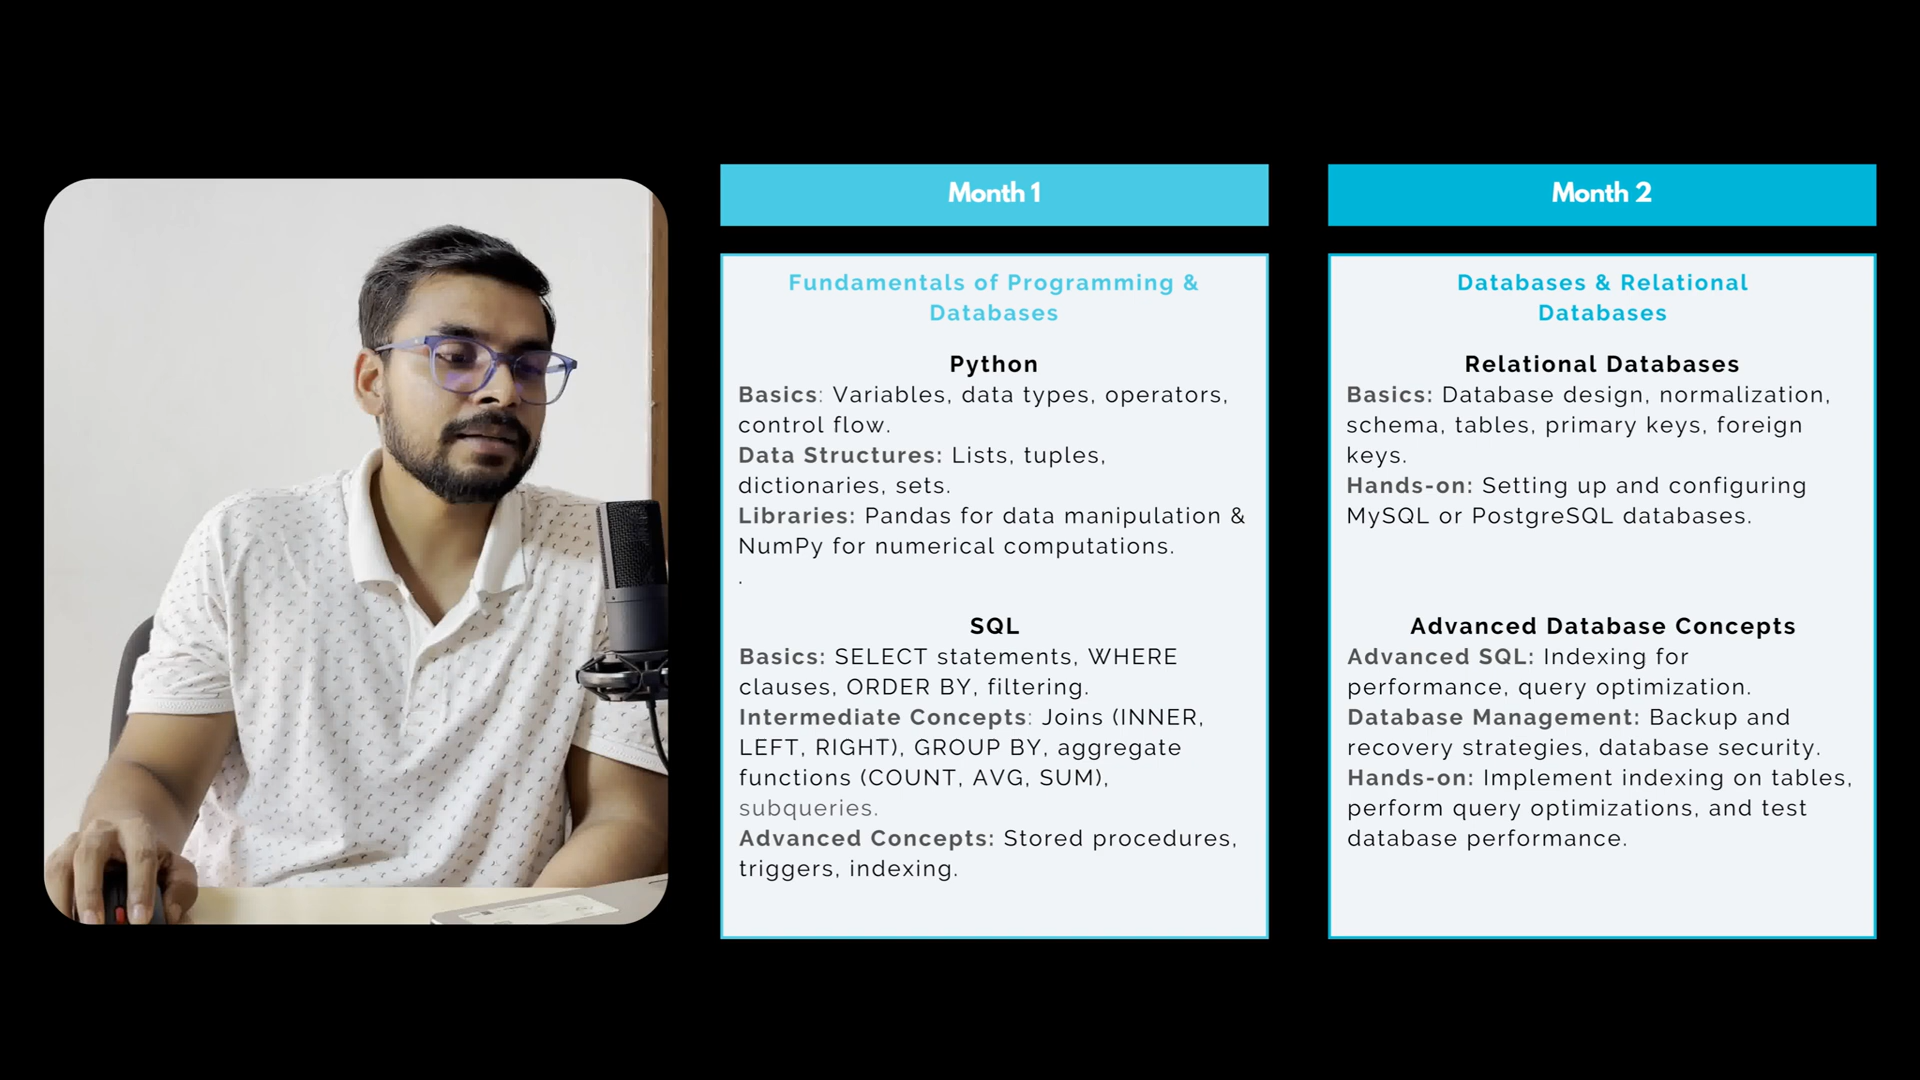 Month 1
Fundamentals of Programming &
Databases
Python
Basics: Variables, data types, operators,
control flow.
Data Structures: Lists, tuples,
dictionaries, sets.
Libraries: Pandas for data manipulation &
NumPy for numerical computations.
.
SQL
Basics: SELECT statements, WHERE
clauses, ORDER BY, filtering.
Intermediate Concepts: Joins (INNER,
LEFT, RIGHT), GROUP BY, aggregate
functions (COUNT, AVG, SUM),
subqueries.
Advanced Concepts: Stored procedures,
triggers, indexing.
Month 2
Databases & Relational
Databases
Relational Databases
Basics: Database design, normalization,
schema, tables, primary keys, foreign
keys.
Hands-on: Setting up and configuring
MySQL or PostgreSQL databases.
Advanced Database Concepts
Advanced SQL: Indexing for
performance, query optimization.
Database Management: Backup and
recovery strategies, database security.
Hands-on: Implement indexing on tables,
perform query optimizations, and test
database performance.